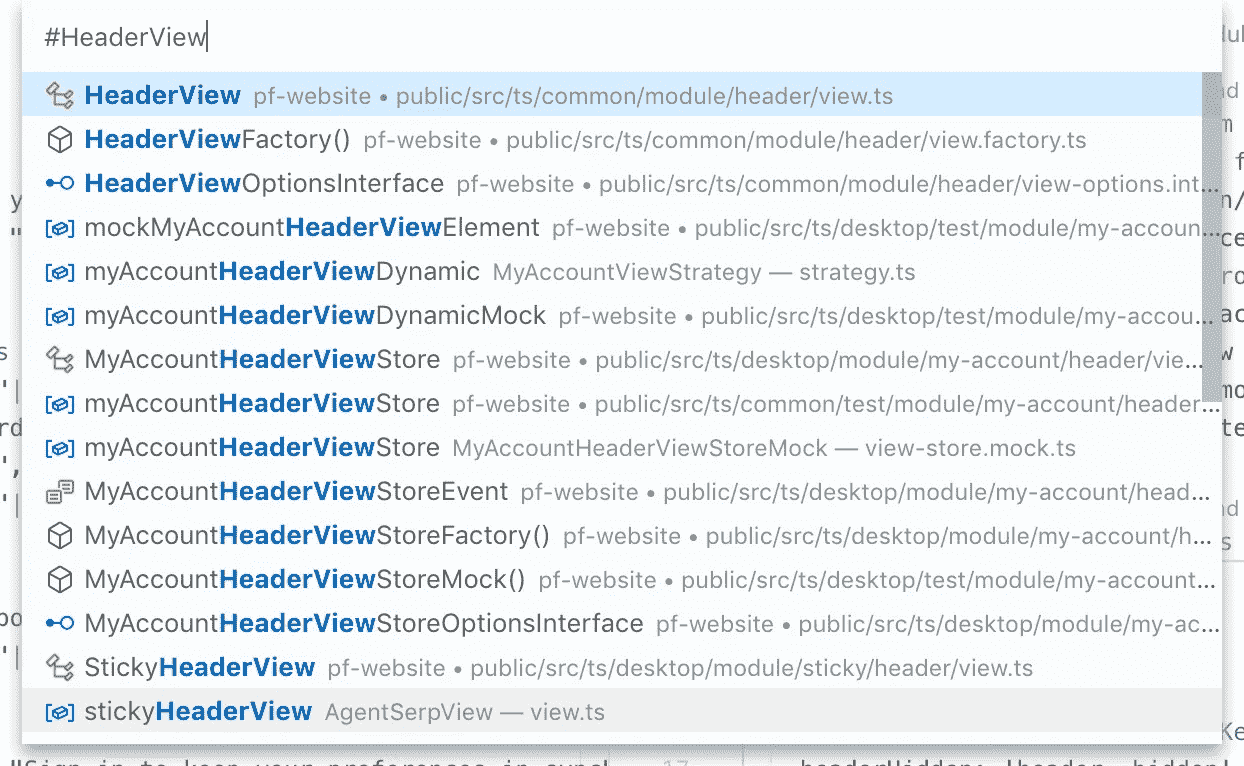 #HeaderView
HeaderView pf-website • public/src/ts/common/module/header/view.ts
HeaderViewFactory() pf-website • public/src/ts/common/module/header/view.factory.ts
HeaderViewOptionsInterface pf-website • public/src/ts/common/module/header/view-options.int...
mockMyAccountHeaderViewElement pf-website • public/src/ts/desktop/test/module/my-accoun...
myAccountHeaderViewDynamic MyAccountViewStrategy — strategy.ts
myAccountHeaderViewDynamicMock pf-website • public/src/ts/desktop/test/module/my-accou...
MyAccountHeaderViewStore pf-website • public/src/ts/desktop/module/my-account/header/vie...
myAccountHeaderViewStore pf-website • public/src/ts/common/test/module/my-account/header...
myAccountHeaderViewStore MyAccountHeaderViewStoreMock — view-store.mock.ts
MyAccountHeaderViewStoreEvent pf-website • public/src/ts/desktop/module/my-account/head...
MyAccountHeaderViewStoreFactory() pf-website • public/src/ts/desktop/module/my-account/h...
MyAccountHeaderViewStoreMock() pf-website • public/src/ts/desktop/test/module/my-account...
MyAccountHeaderViewStoreOptionsInterface pf-website • public/src/ts/desktop/module/my-ac...
StickyHeaderView pf-website • public/src/ts/desktop/module/sticky/header/view.ts
stickyHeaderView AgentSerpView — view.ts